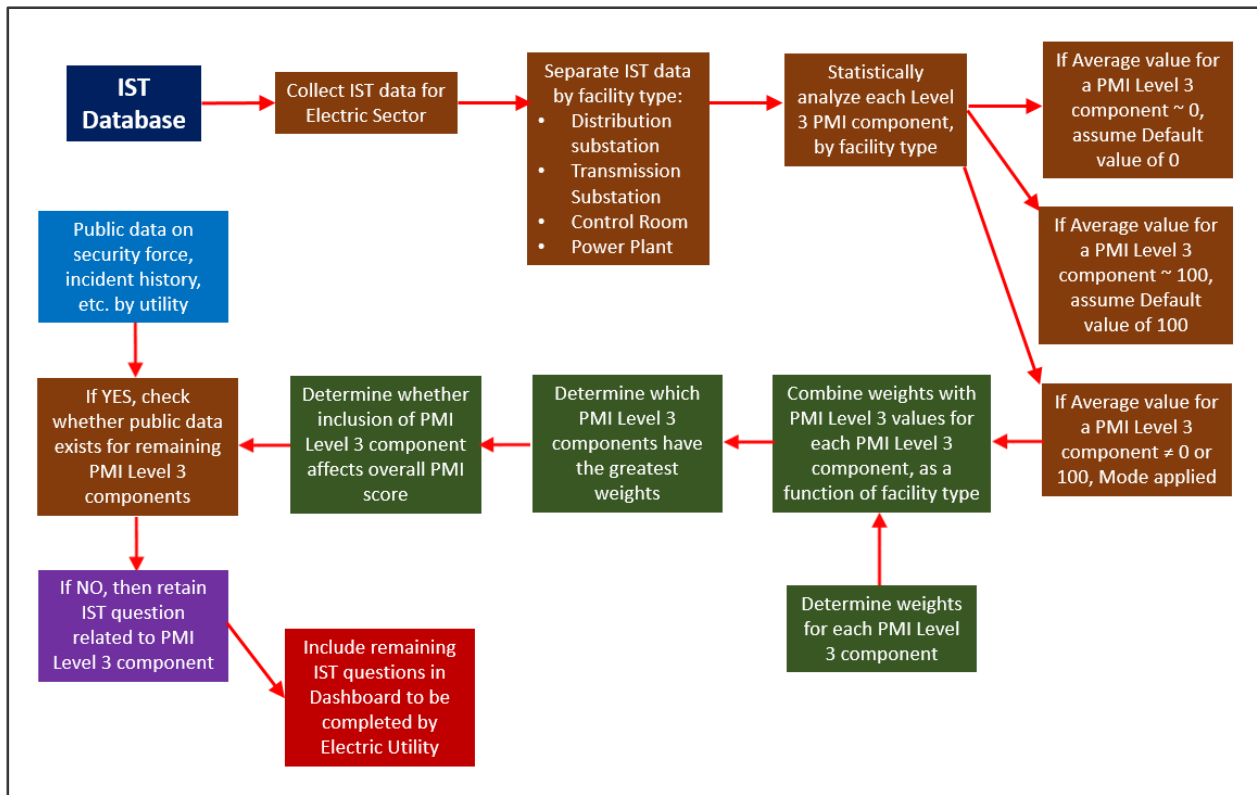 IST
Database
Collect IST data for
Electric Sector
Separate IST data
by facility type:
• Distribution
substation
• Transmission
Substation
• Control Room
• Power Plant
Statistically
analyze each Level
3 PMI component,
by facility type
If Average value for
a PMI Level 3
component ~ 0,
assume Default
value of 0
If Average value for
a PMI Level 3
component ~ 100,
assume Default
value of 100
If Average value for
a PMI Level 3
component ≠ 0 or
100, Mode applied
Public data on
security force,
incident history,
etc. by utility
If YES, check
whether public data
exists for remaining
PMI Level 3
components
Determine whether
inclusion of PMI
Level 3 component
affects overall PMI
score
Determine which
PMI Level 3
components have
the greatest
weights
Combine weights with
PMI Level 3 values for
each PMI Level 3
component, as a
function of facility type
Determine weights
for each PMI Level
3 component
If NO, then retain
IST question
related to PMI
Level 3 component
Include remaining
IST questions in
Dashboard to be
completed by
Electric Utility